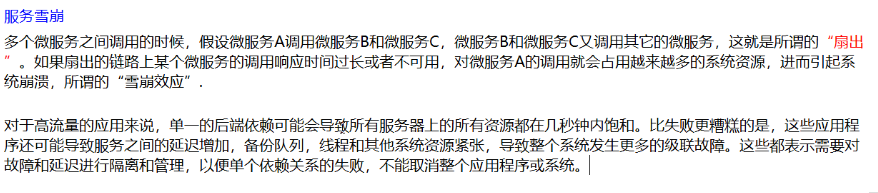 服务雪崩
多个微服务之间调用的时候，假设微服务A调用微服务B和微服务C，微服务B和微服务C又调用其它的微服务，这就是所谓的“扇出
”。如果扇出的链路上某个微服务的调用响应时间过长或者不可用，对微服务A的调用就会占用越来越多的系统资源，进而引起系
统崩溃，所谓的“雪崩效应”.
对于高流量的应用来说，单一的后端依赖可能会导致所有服务器上的所有资源都在几秒钟内饱和。比失败更糟糕的是，这些应用程
序还可能导致服务之间的延迟增加，备份队列，线程和其他系统资源紧张，导致整个系统发生更多的级联故障。这些都表示需要对
故障和延迟进行隔离和管理，以便单个依赖关系的失败，不能取消整个应用程序或系统。